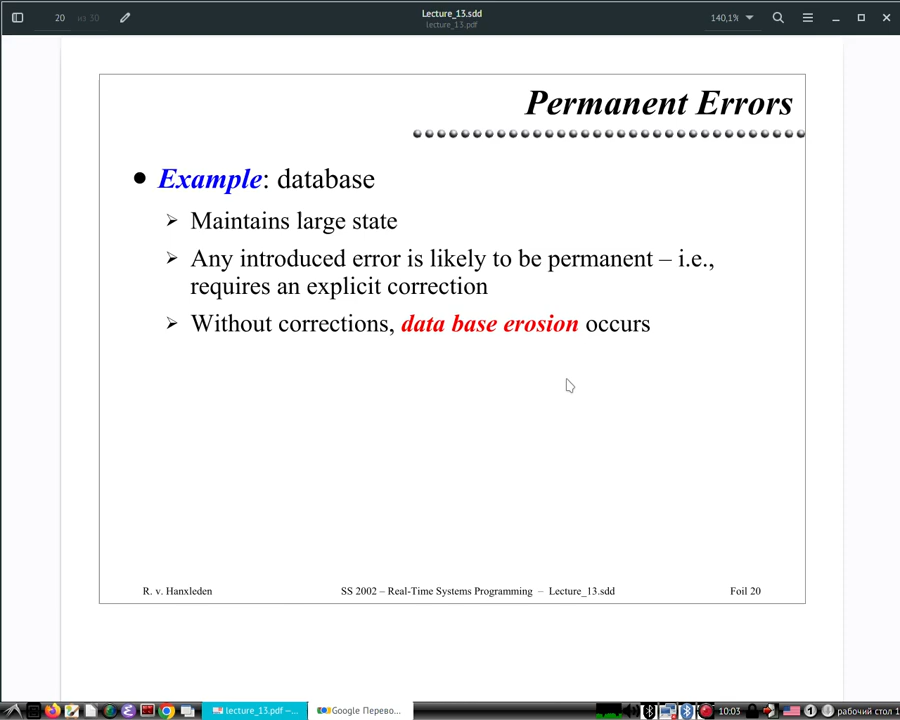 20 из 30
Lecture_13.sdd
lecture_13.pdf
140,1%
Permanent Errors
Example: database
Maintains large state
Any introduced error is likely to be permanent – i.e.,
requires an explicit correction
Without corrections, data base erosion occurs
R. v. Hanxleden
SS 2002 – Real-Time Systems Programming – Lecture_13.sdd
Foil 20
lecture_13.pdf –...
Google Перево...
10:03
1
рабочий стол 1